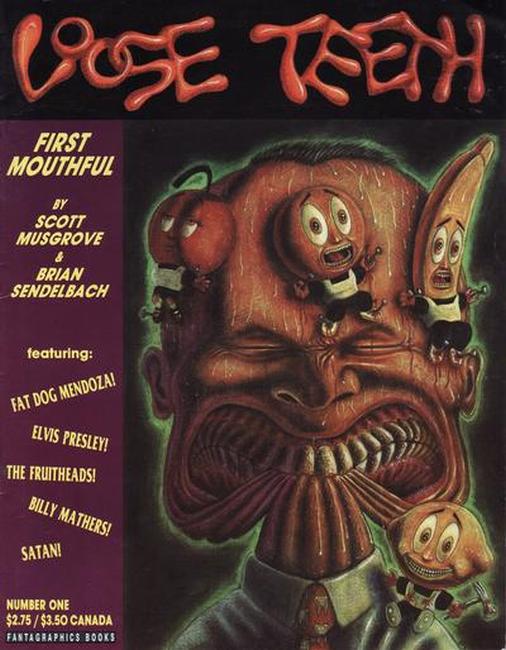 LOOSE TEETH
FIRST
MOUTHFUL
BY
SCOTT
MUSGROVE
&
BRIAN
SENDELBACH
featuring:
FAT DOG MENDOZA!
ELVIS PRESLEY!
THE FRUITHEADS!
BILLY MATHERS!
SATAN!
NUMBER ONE
$2.75 / $3.50 CANADA
FANTAGRAPHICS BOOKS